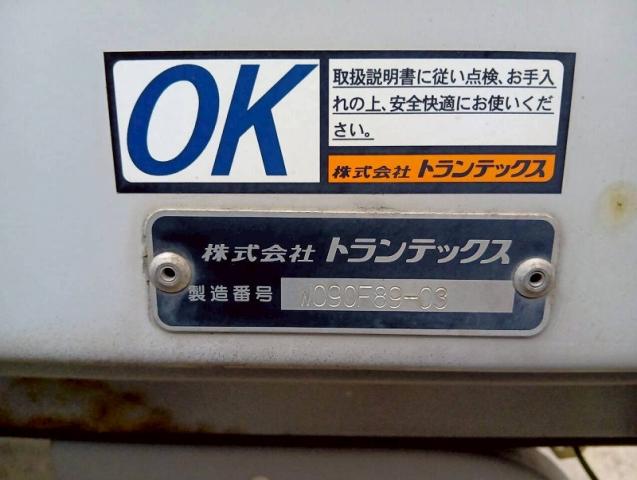 OK
取扱説明書に従い点検、お手入
れの上、安全快適にお使いくだ
さい。
株式会社 トランテックス
株式会社 トランテックス
製造番号 W090F89-03